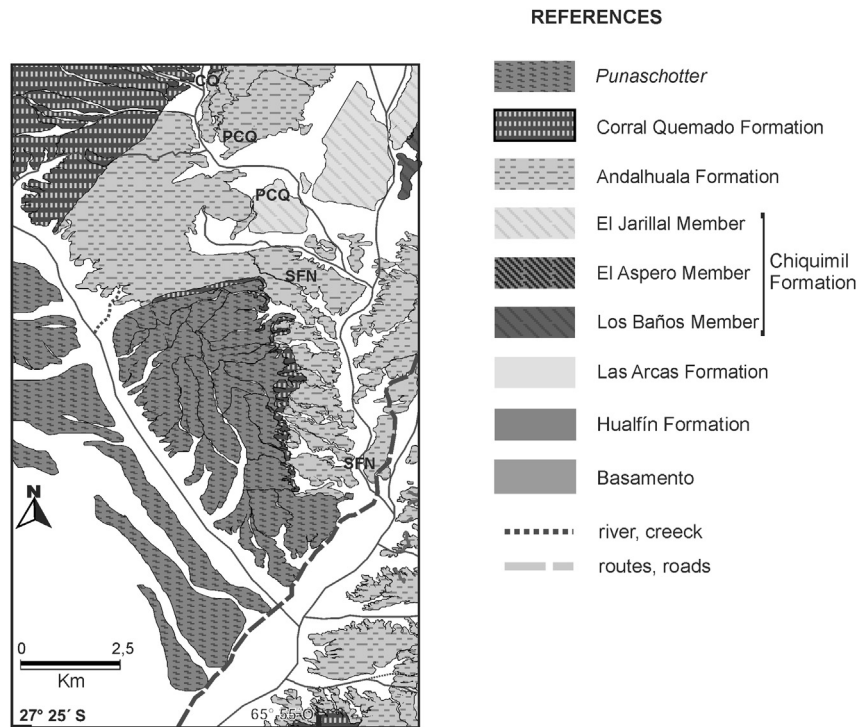 REFERENCES
Punaschotter
Corral Quemado Formation
Andalhuala Formation
El Jarillal Member
El Aspero Member
Chiquimil
Formation
Los Baños Member
Las Arcas Formation
Hualfín Formation
Basamento
river, creeck
routes, roads
CQ
PCQ
PCQ
SFN
SFN
N
0 2,5
Km
27° 25´ S
65° 55 O